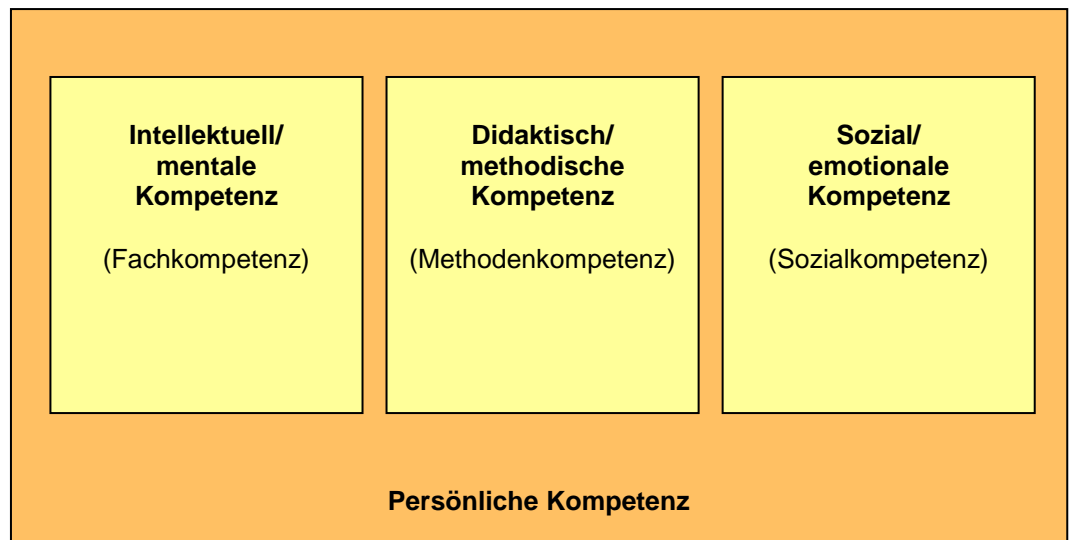 Intellektuell/
mentale
Kompetenz
(Fachkompetenz)
Didaktisch/
methodische
Kompetenz
(Methodenkompetenz)
Sozial/
emotionale
Kompetenz
(Sozialkompetenz)
Persönliche Kompetenz